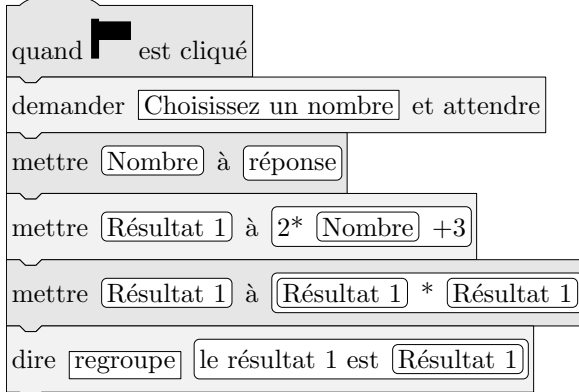 quand est cliqué
demander Choisissez un nombre et attendre
mettre Nombre à réponse
mettre Résultat 1 à 2* Nombre +3
mettre Résultat 1 à Résultat 1 * Résultat 1
dire regroupe le résultat 1 est Résultat 1